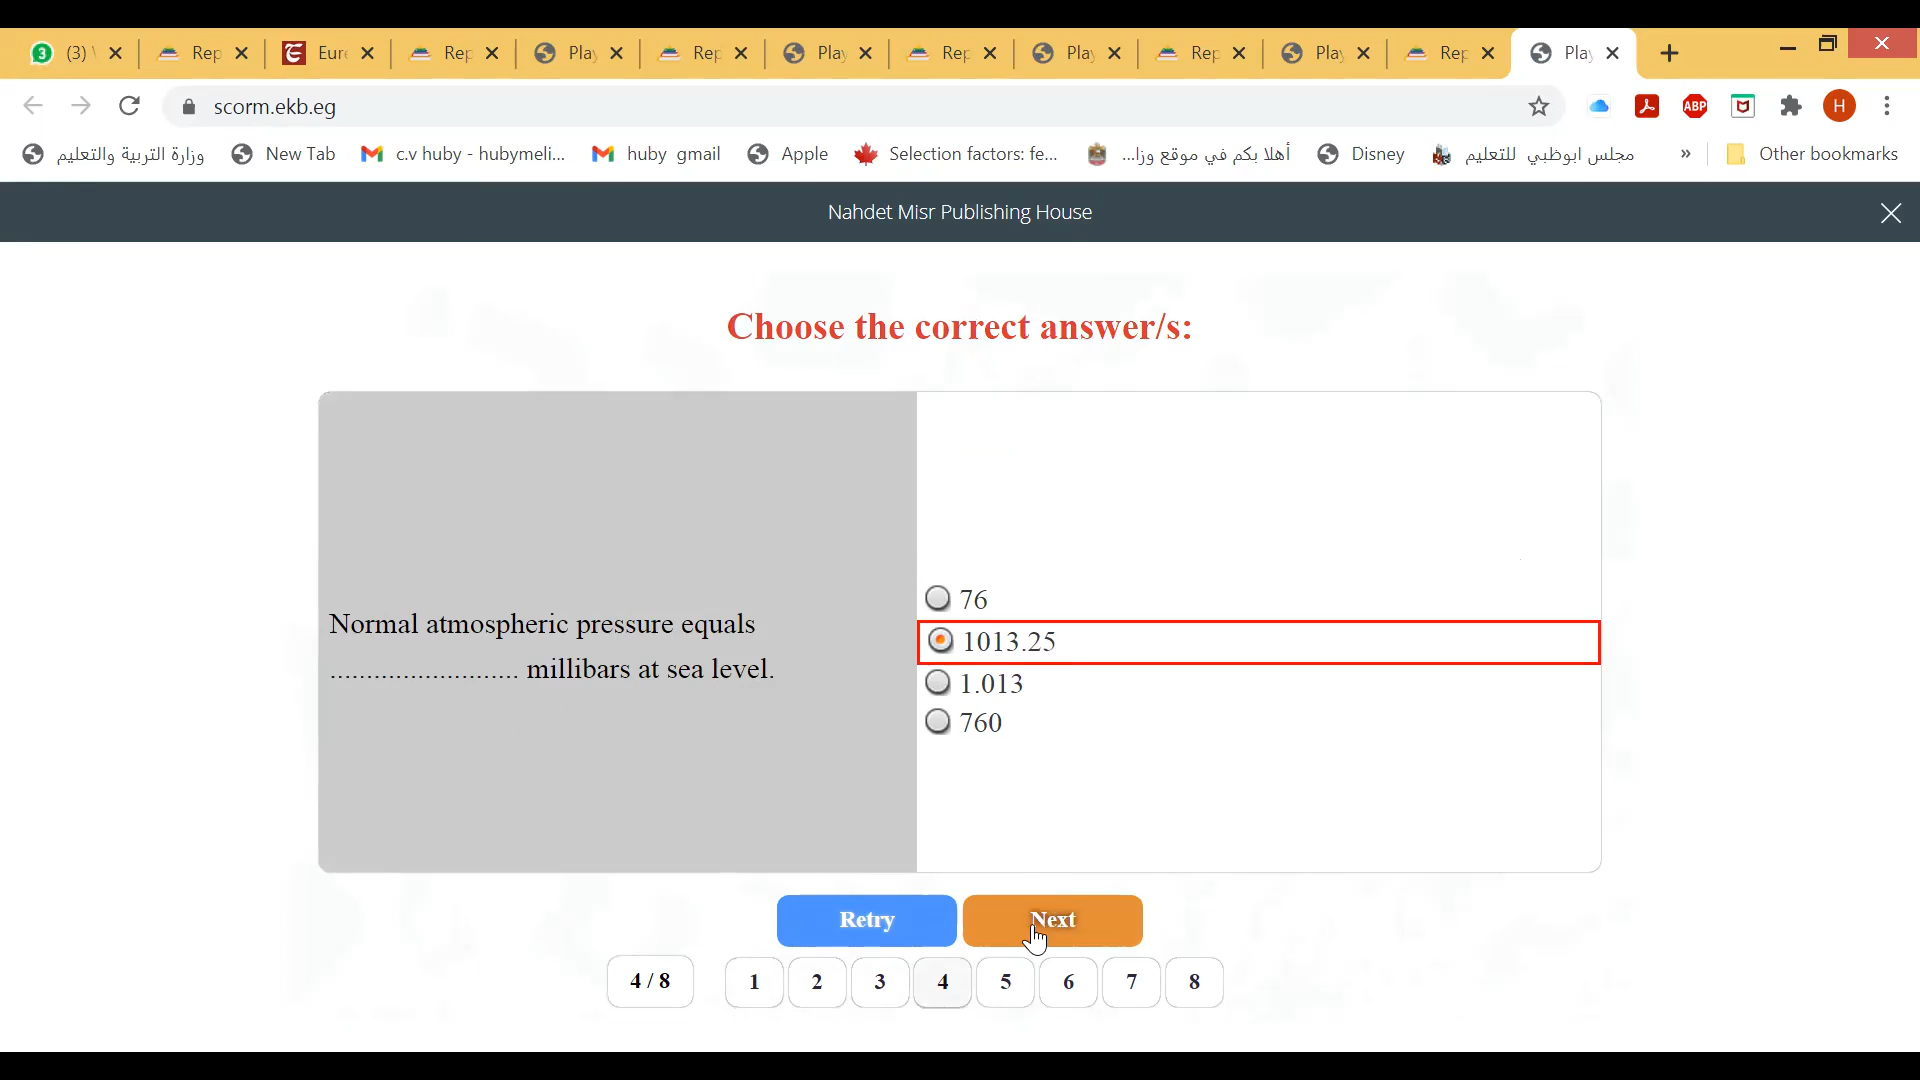 (3)
Rep
Eur
Rep
Play
Rep
Play
Rep
Play
Rep
Play
Rep
Play
scorm.ekb.eg
ABP
H
وزارة التربية والتعليم
New Tab
c.v huby - hubymeli...
huby gmail
Apple
Selection factors: fe...
أهلا بكم في موقع وزا...
Disney
مجلس ابوظبي للتعليم
»
Other bookmarks
Nahdet Misr Publishing House
Choose the correct answer/s:
Normal atmospheric pressure equals
.......................... millibars at sea level.
76
1013.25
1.013
760
Retry
Next
4 / 8
1
2
3
4
5
6
7
8